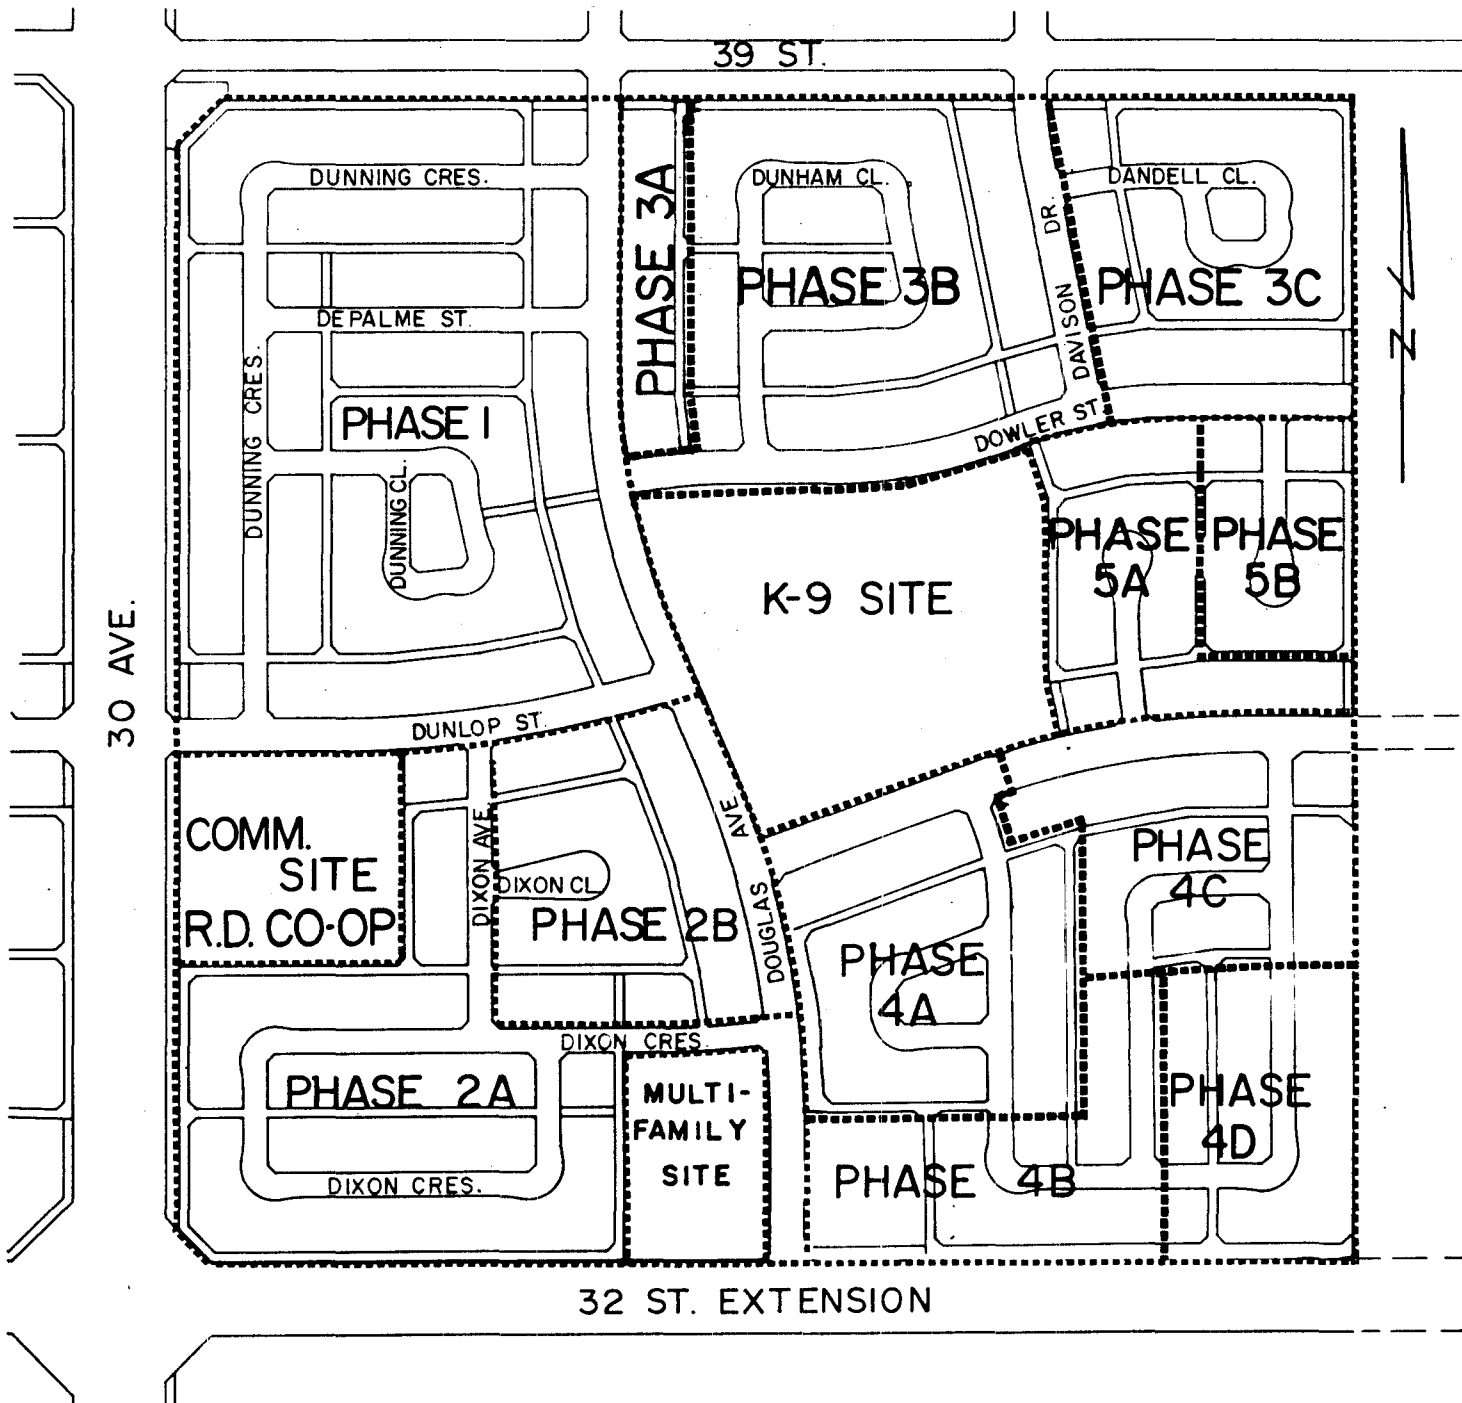 39 ST.
DUNNING CRES.
PHASE 3A
DUNHAM CL.
DANDELL CL.
DAVISON DR.
PHASE 3B
PHASE 3C
DEPALME ST.
DUNNING CRES.
PHASE 1
DOWLER ST.
DUNNING CL.
PHASE
5A
PHASE
5B
K-9 SITE
30 AVE.
N
DUNLOP ST.
COMM.
SITE
R.D. CO-OP
DIXON AVE.
DIXON CL.
PHASE 2B
DOUGLAS AVE.
PHASE
4C
PHASE
4A
DIXON CRES.
PHASE 2A
MULTI-
FAMILY
SITE
PHASE
4D
PHASE 4B
DIXON CRES.
32 ST. EXTENSION